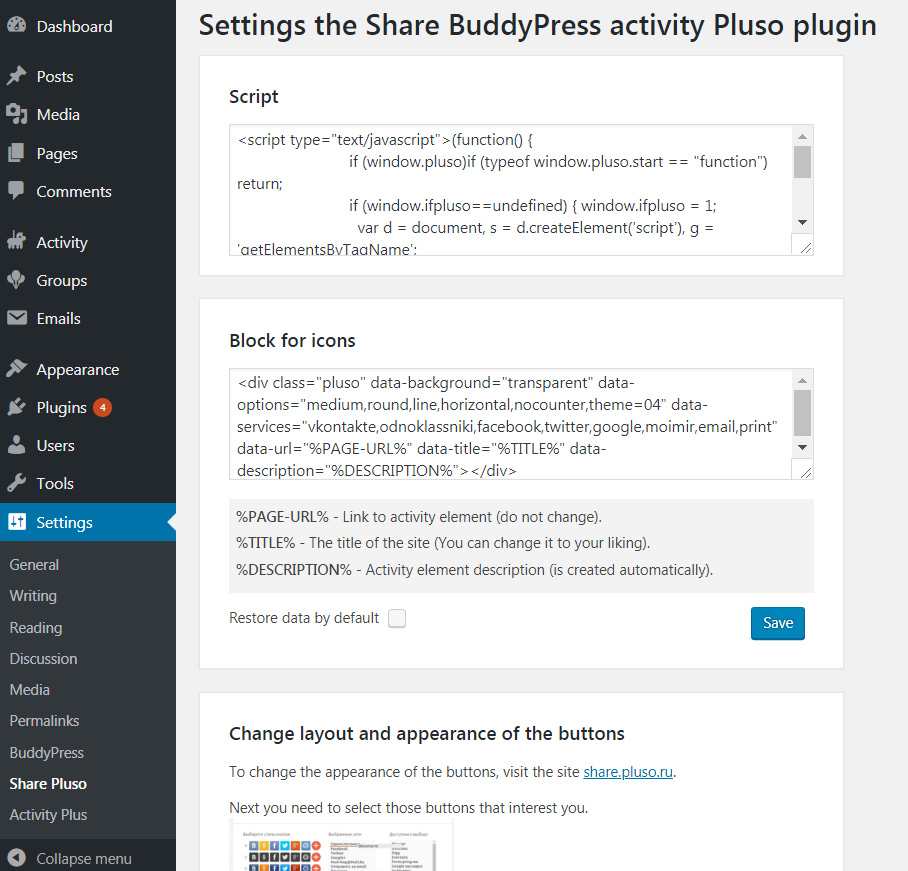 Dashboard
Posts
Media
Pages
Comments
Activity
Groups
Emails
Appearance
Plugins 4
Users
Tools
Settings
General
Writing
Reading
Discussion
Media
Permalinks
BuddyPress
Share Pluso
Activity Plus
Collapse menu
Settings the Share BuddyPress activity Pluso plugin
Script
<script type="text/javascript">(function() {
if (window.pluso)if (typeof window.pluso.start == "function")
return;
if (window.ifpluso==undefined) { window.ifpluso = 1;
var d = document, s = d.createElement('script'), g =
'getElementsByTagName';
Block for icons
<div class="pluso" data-background="transparent" data-
options="medium,round,line,horizontal,nocounter,theme=04" data-
services="vkontakte,odnoklassniki,facebook,twitter,google,moimir,email,print"
data-url="%PAGE-URL%" data-title="%TITLE%" data-
description="%DESCRIPTION%"></div>
%PAGE-URL% - Link to activity element (do not change).
%TITLE% - The title of the site (You can change it to your liking).
%DESCRIPTION% - Activity element description (is created automatically).
Restore data by default
Save
Change layout and appearance of the buttons
To change the appearance of the buttons, visit the site share.pluso.ru.
Next you need to select those buttons that interest you.